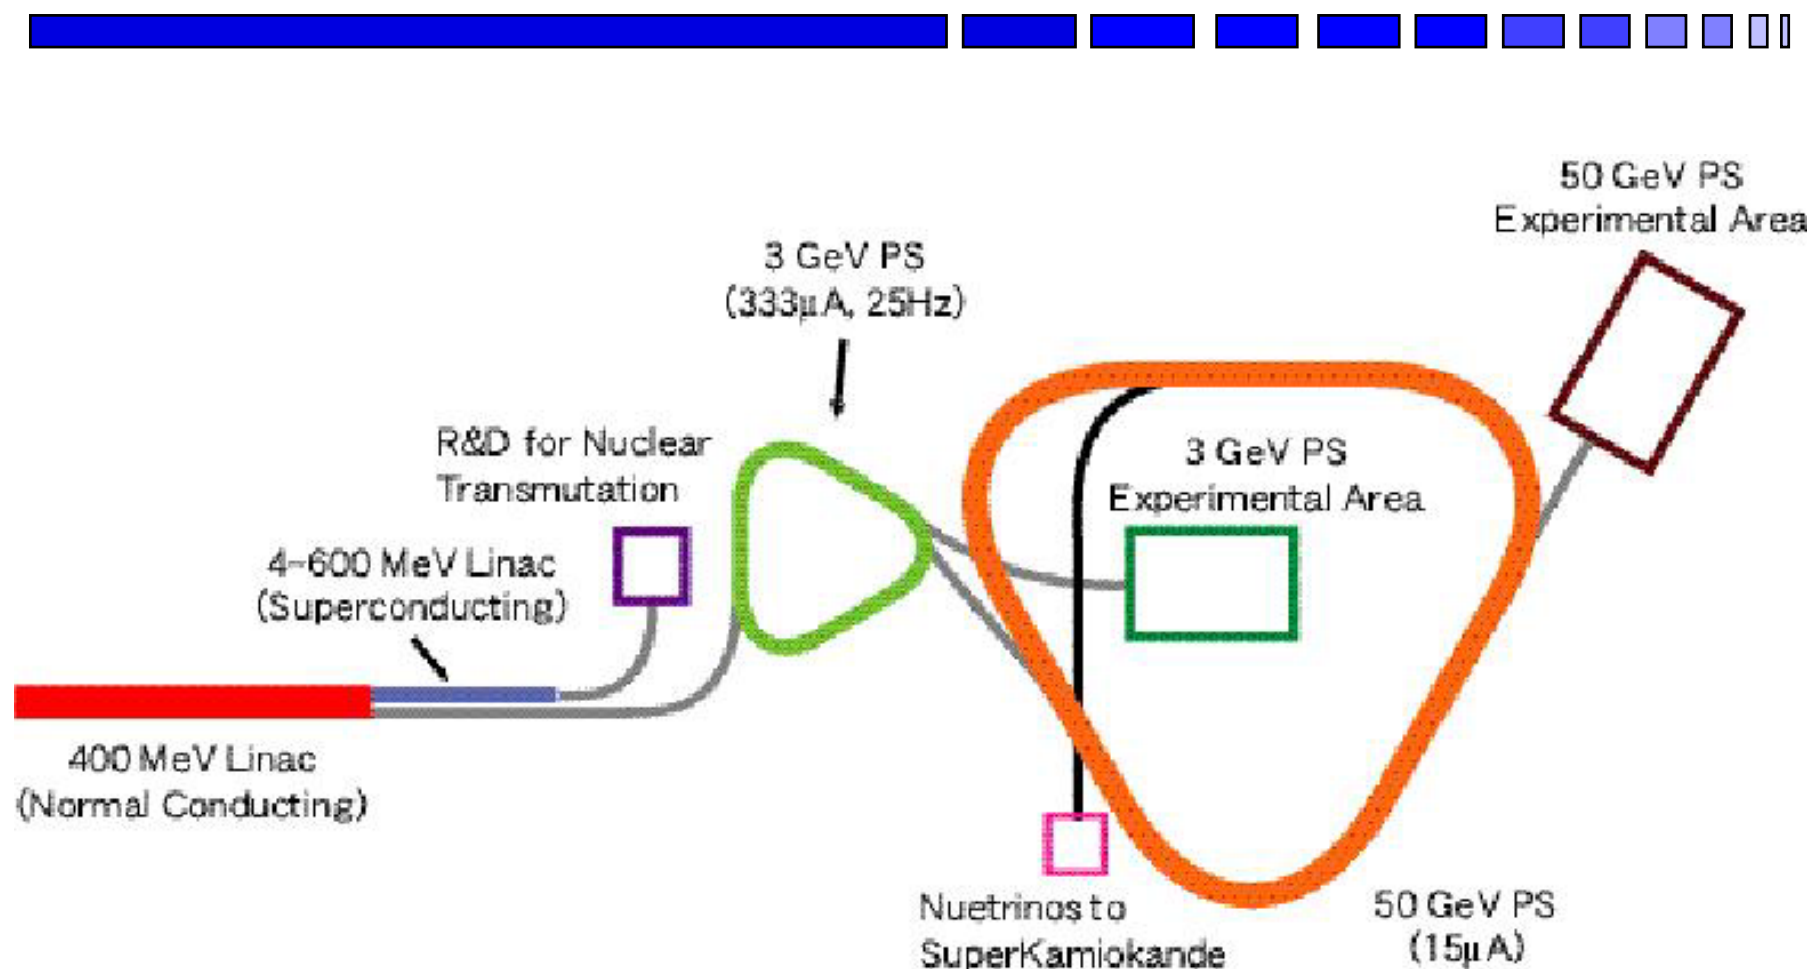 50 GeV PS
Experimental Area
3 GeV PS
(333μA, 25Hz)
R&D for Nuclear
Transmutation
3 GeV PS
Experimental Area
4-600 MeV Linac
(Superconducting)
400 MeV Linac
(Normal Conducting)
Nuetrinos to
SuperKamiokande
50 GeV PS
(15μA)